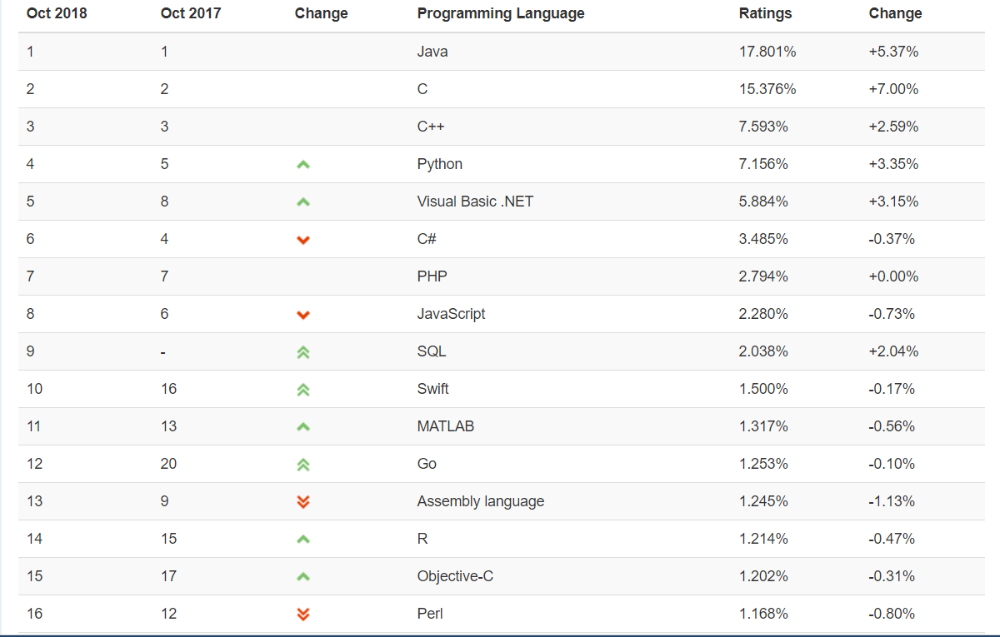 Oct 2018 Oct 2017 Change Programming Language Ratings Change
1 1 Java 17.801% +5.37%
2 2 C 15.376% +7.00%
3 3 C++ 7.593% +2.59%
4 5 Python 7.156% +3.35%
5 8 Visual Basic .NET 5.884% +3.15%
6 4 C# 3.485% -0.37%
7 7 PHP 2.794% +0.00%
8 6 JavaScript 2.280% -0.73%
9 - SQL 2.038% +2.04%
10 16 Swift 1.500% -0.17%
11 13 MATLAB 1.317% -0.56%
12 20 Go 1.253% -0.10%
13 9 Assembly language 1.245% -1.13%
14 15 R 1.214% -0.47%
15 17 Objective-C 1.202% -0.31%
16 12 Perl 1.168% -0.80%